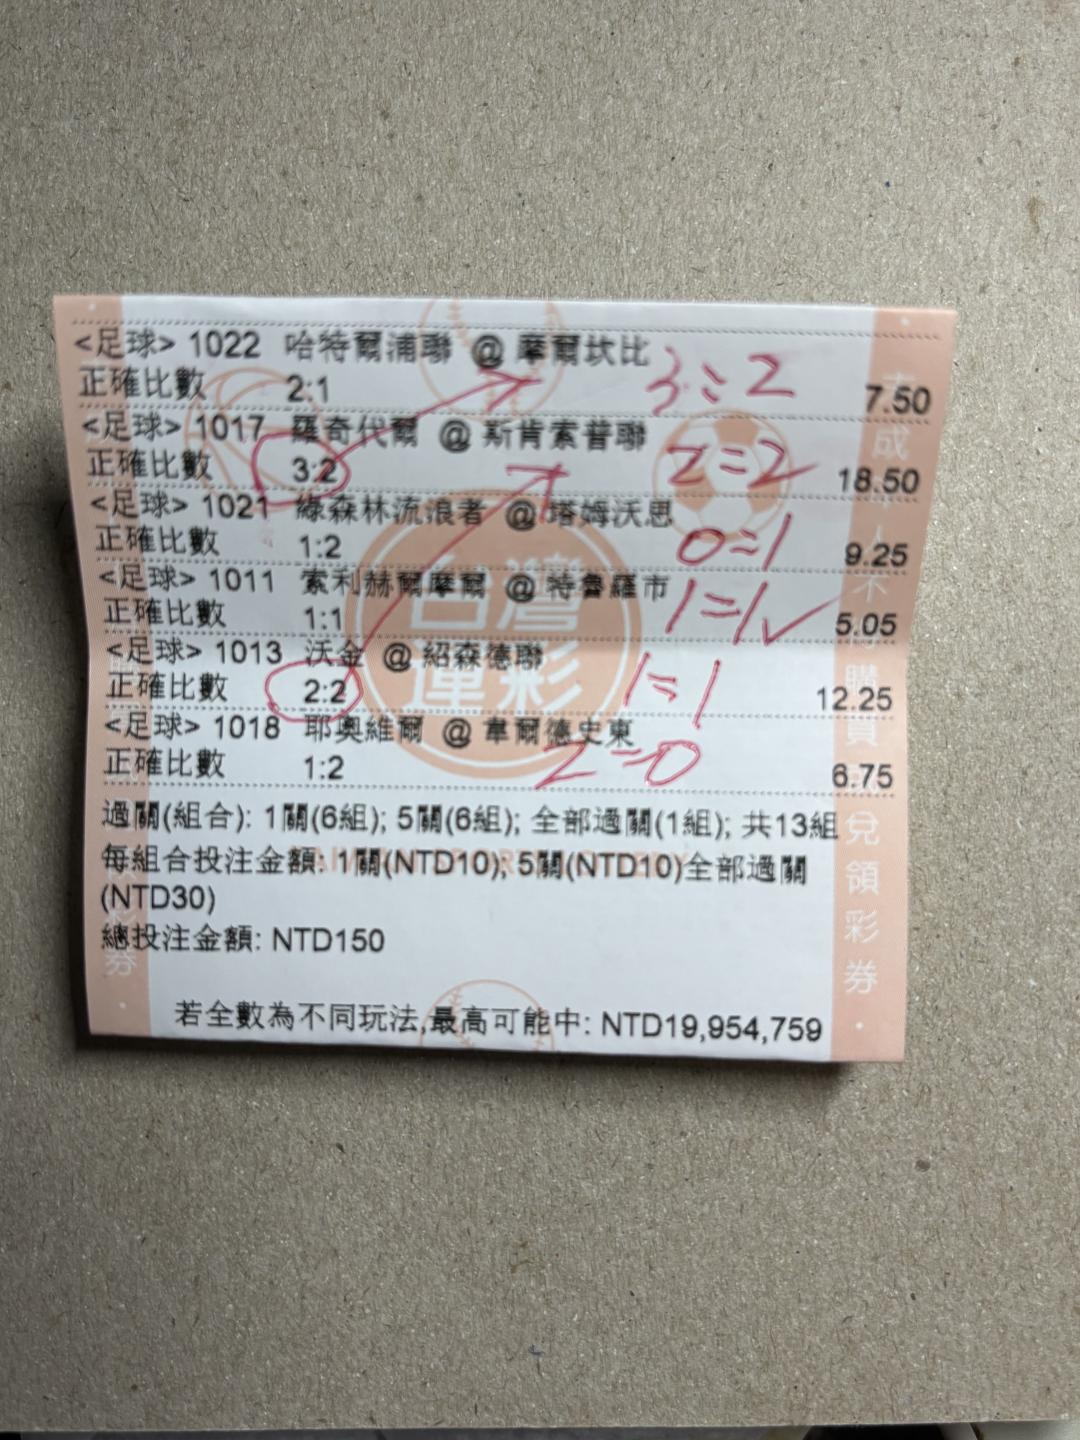 <足球> 1022 哈特爾浦聯 @ 摩爾坎比
正確比數 2:1 3:2 7.50
<足球> 1017 羅奇代爾 @ 斯肯索普聯
正確比數 3:2 2=2 18.50
<足球> 1021 綠森林流浪者 @ 塔姆沃思
正確比數 1:2 0=1 9.25
<足球> 1011 索利赫爾摩爾 @ 特魯羅市
正確比數 1:1 1=1✓ 5.05
<足球> 1013 沃金 @ 紹森德聯
正確比數 2:2 1=1 12.25
<足球> 1018 耶奧維爾 @ 韋爾德史東
正確比數 1:2 2=0 6.75
過關(組合): 1關(6組); 5關(6組); 全部過關(1組); 共13組
每組合投注金額: 1關(NTD10); 5關(NTD10)全部過關
(NTD30)
總投注金額: NTD150
若全數為不同玩法,最高可能中: NTD19,954,759
台灣
運彩
兌領彩券